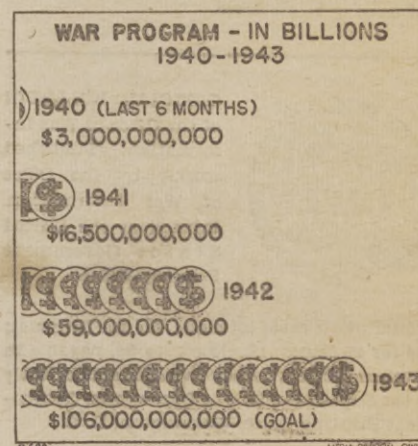 WAR PROGRAM - IN BILLIONS
1940-1943
1940 (LAST 6 MONTHS)
$3,000,000,000
1941
$16,500,000,000
1942
$59,000,000,000
1943
$106,000,000,000 (GOAL)